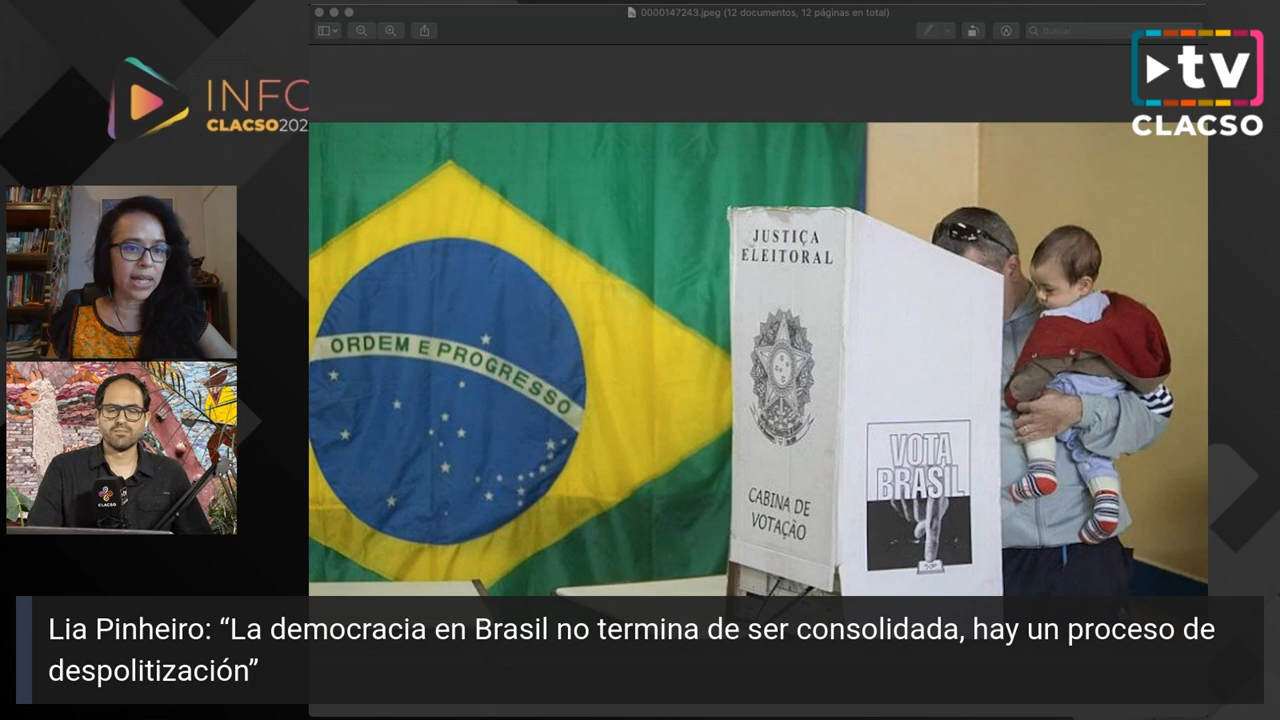 0000147243.jpeg (12 documentos, 12 páginas en total)
Buscar
INFO
CLACSO202
tv
CLACSO
JUSTIÇA
ELEITORAL
ORDEM E PROGRESSO
VOTA
BRASIL
CABINA DE
VOTAÇÃO
CLACSO
Lia Pinheiro: “La democracia en Brasil no termina de ser consolidada, hay un proceso de
despolitización”